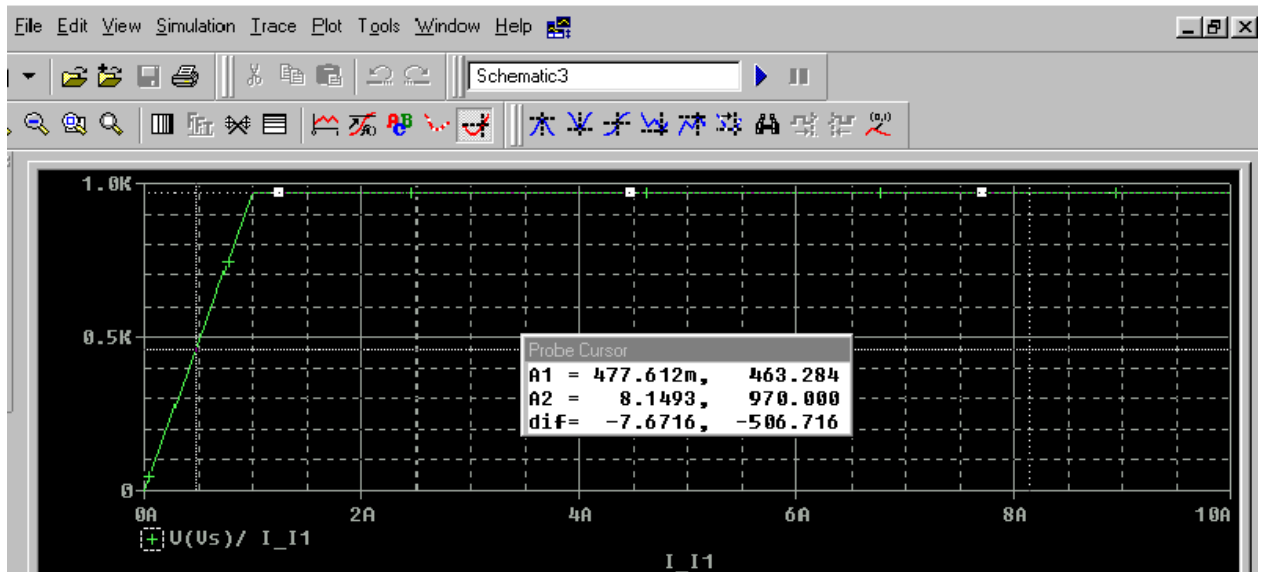 File Edit View Simulation Trace Plot Tools Window Help
Schematic3
1.0K
0.5K
Probe Cursor
A1 = 477.612m, 463.284
A2 = 8.1493, 970.000
dif= -7.6716, -506.716
0
0A 2A 4A 6A 8A 10A
V(Vs)/ I_I1
I_I1